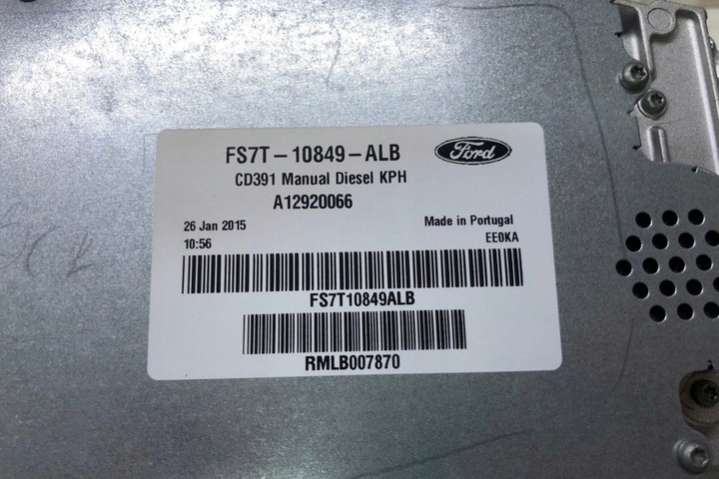 FS7T-10849-ALB
Ford
CD391 Manual Diesel KPH
A12920066
26 Jan 2015
Made in Portugal
10:56
EE0KA
FS7T10849ALB
RMLB007870